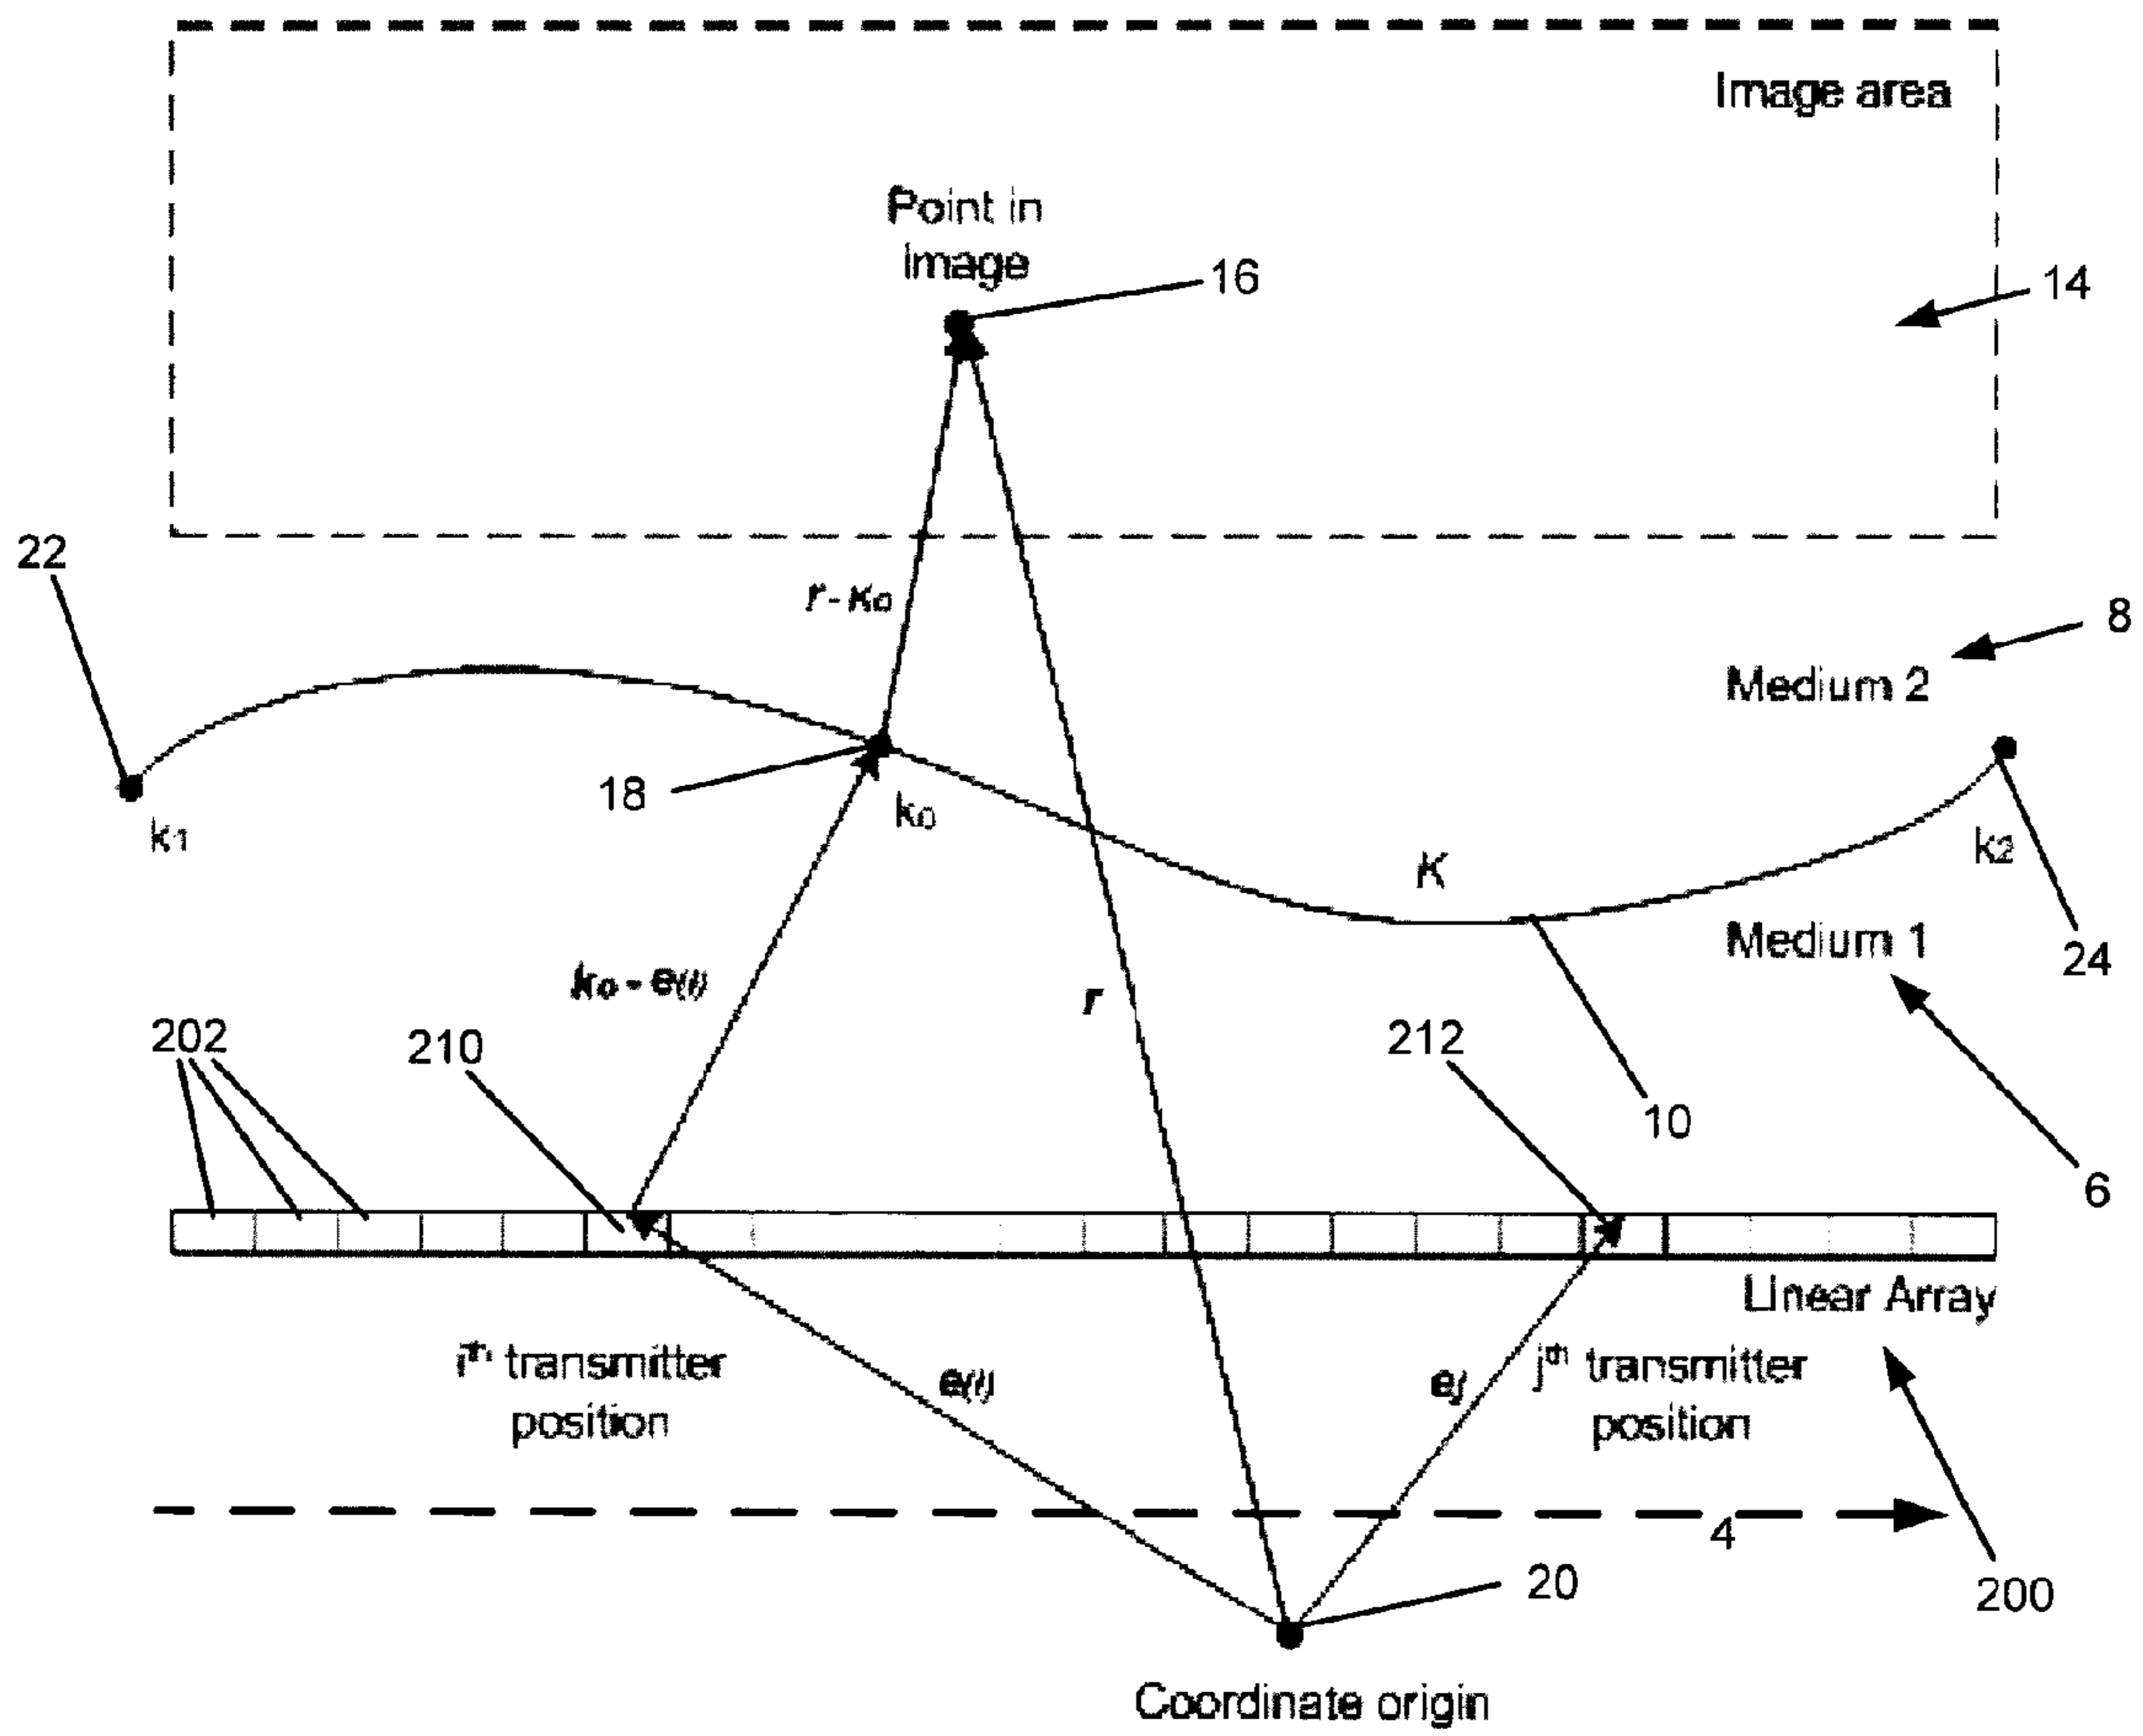 Image area
Point in
image
16
14
22
r - κ0
8
Medium 2
18
k0
k1
k2
K
Medium 1
24
k0 - e(i)
r
202
210
212
10
6
Linear Array
ith transmitter
position
e(i)
ej
jth transmitter
position
4
20
200
Coordinate origin